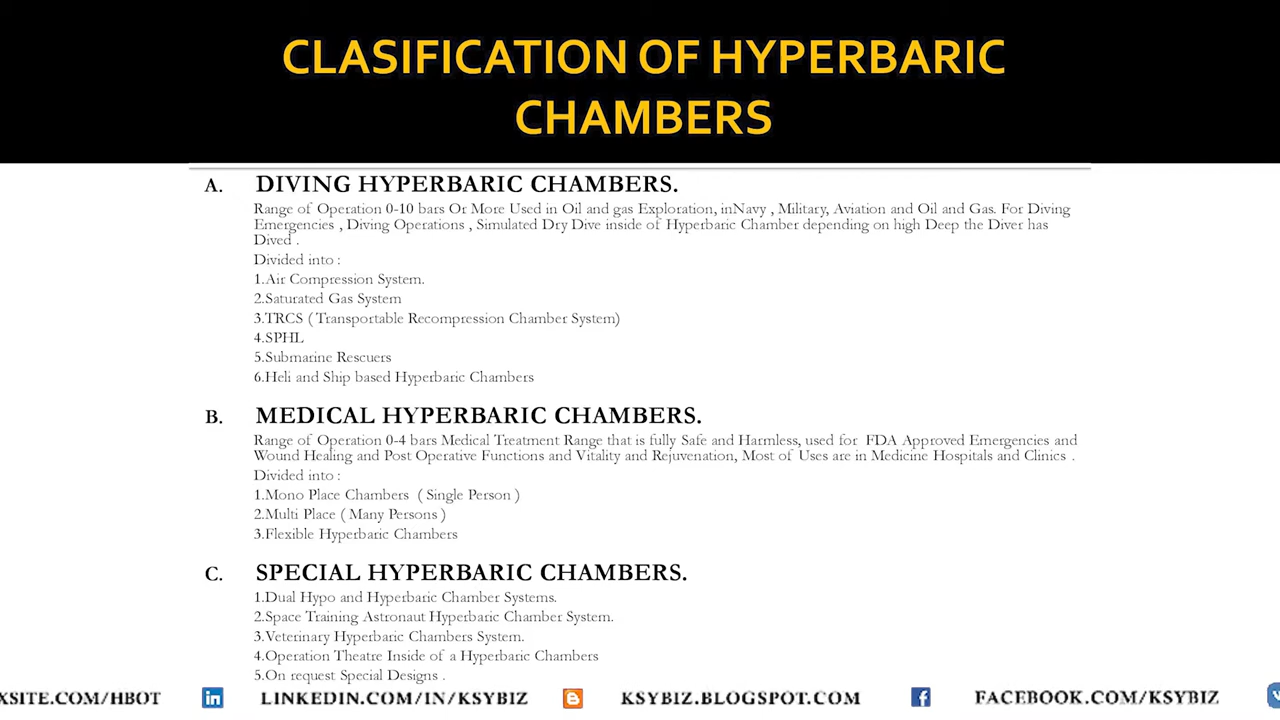 CLASIFICATION OF HYPERBARIC
CHAMBERS
A. DIVING HYPERBARIC CHAMBERS.
Range of Operation 0-10 bars Or More Used in Oil and gas Exploration, inNavy , Military, Aviation and Oil and Gas. For Diving
Emergencies , Diving Operations , Simulated Dry Dive inside of Hyperbaric Chamber depending on high Deep the Diver has
Dived .
Divided into :
1.Air Compression System.
2.Saturated Gas System
3.TRCS ( Transportable Recompression Chamber System)
4.SPHL
5.Submarine Rescuers
6.Heli and Ship based Hyperbaric Chambers
B. MEDICAL HYPERBARIC CHAMBERS.
Range of Operation 0-4 bars Medical Treatment Range that is fully Safe and Harmless, used for FDA Approved Emergencies and
Wound Healing and Post Operative Functions and Vitality and Rejuvenation, Most of Uses are in Medicine Hospitals and Clinics .
Divided into :
1.Mono Place Chambers ( Single Person )
2.Multi Place ( Many Persons )
3.Flexible Hyperbaric Chambers
C. SPECIAL HYPERBARIC CHAMBERS.
1.Dual Hypo and Hyperbaric Chamber Systems.
2.Space Training Astronaut Hyperbaric Chamber System.
3.Veterinary Hyperbaric Chambers System.
4.Operation Theatre Inside of a Hyperbaric Chambers
5.On request Special Designs .
XSITE.COM/HBOT in LINKEDIN.COM/IN/KSYBIZ KSYBIZ.BLOGSPOT.COM f FACEBOOK.COM/KSYBIZ